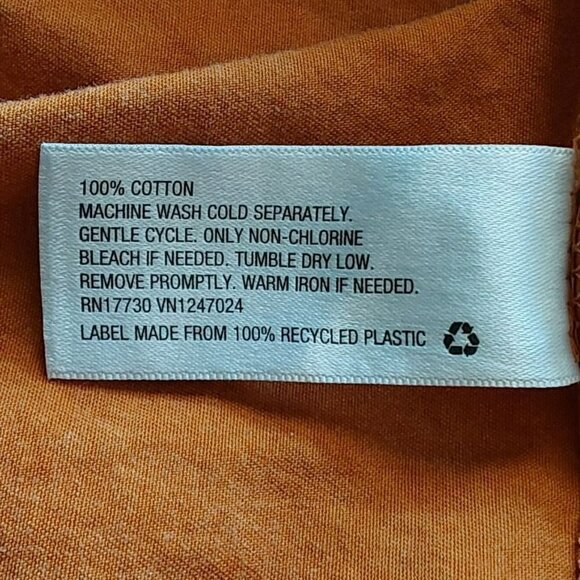 100% COTTON
MACHINE WASH COLD SEPARATELY.
GENTLE CYCLE. ONLY NON-CHLORINE
BLEACH IF NEEDED. TUMBLE DRY LOW.
REMOVE PROMPTLY. WARM IRON IF NEEDED.
RN17730 VN1247024
LABEL MADE FROM 100% RECYCLED PLASTIC